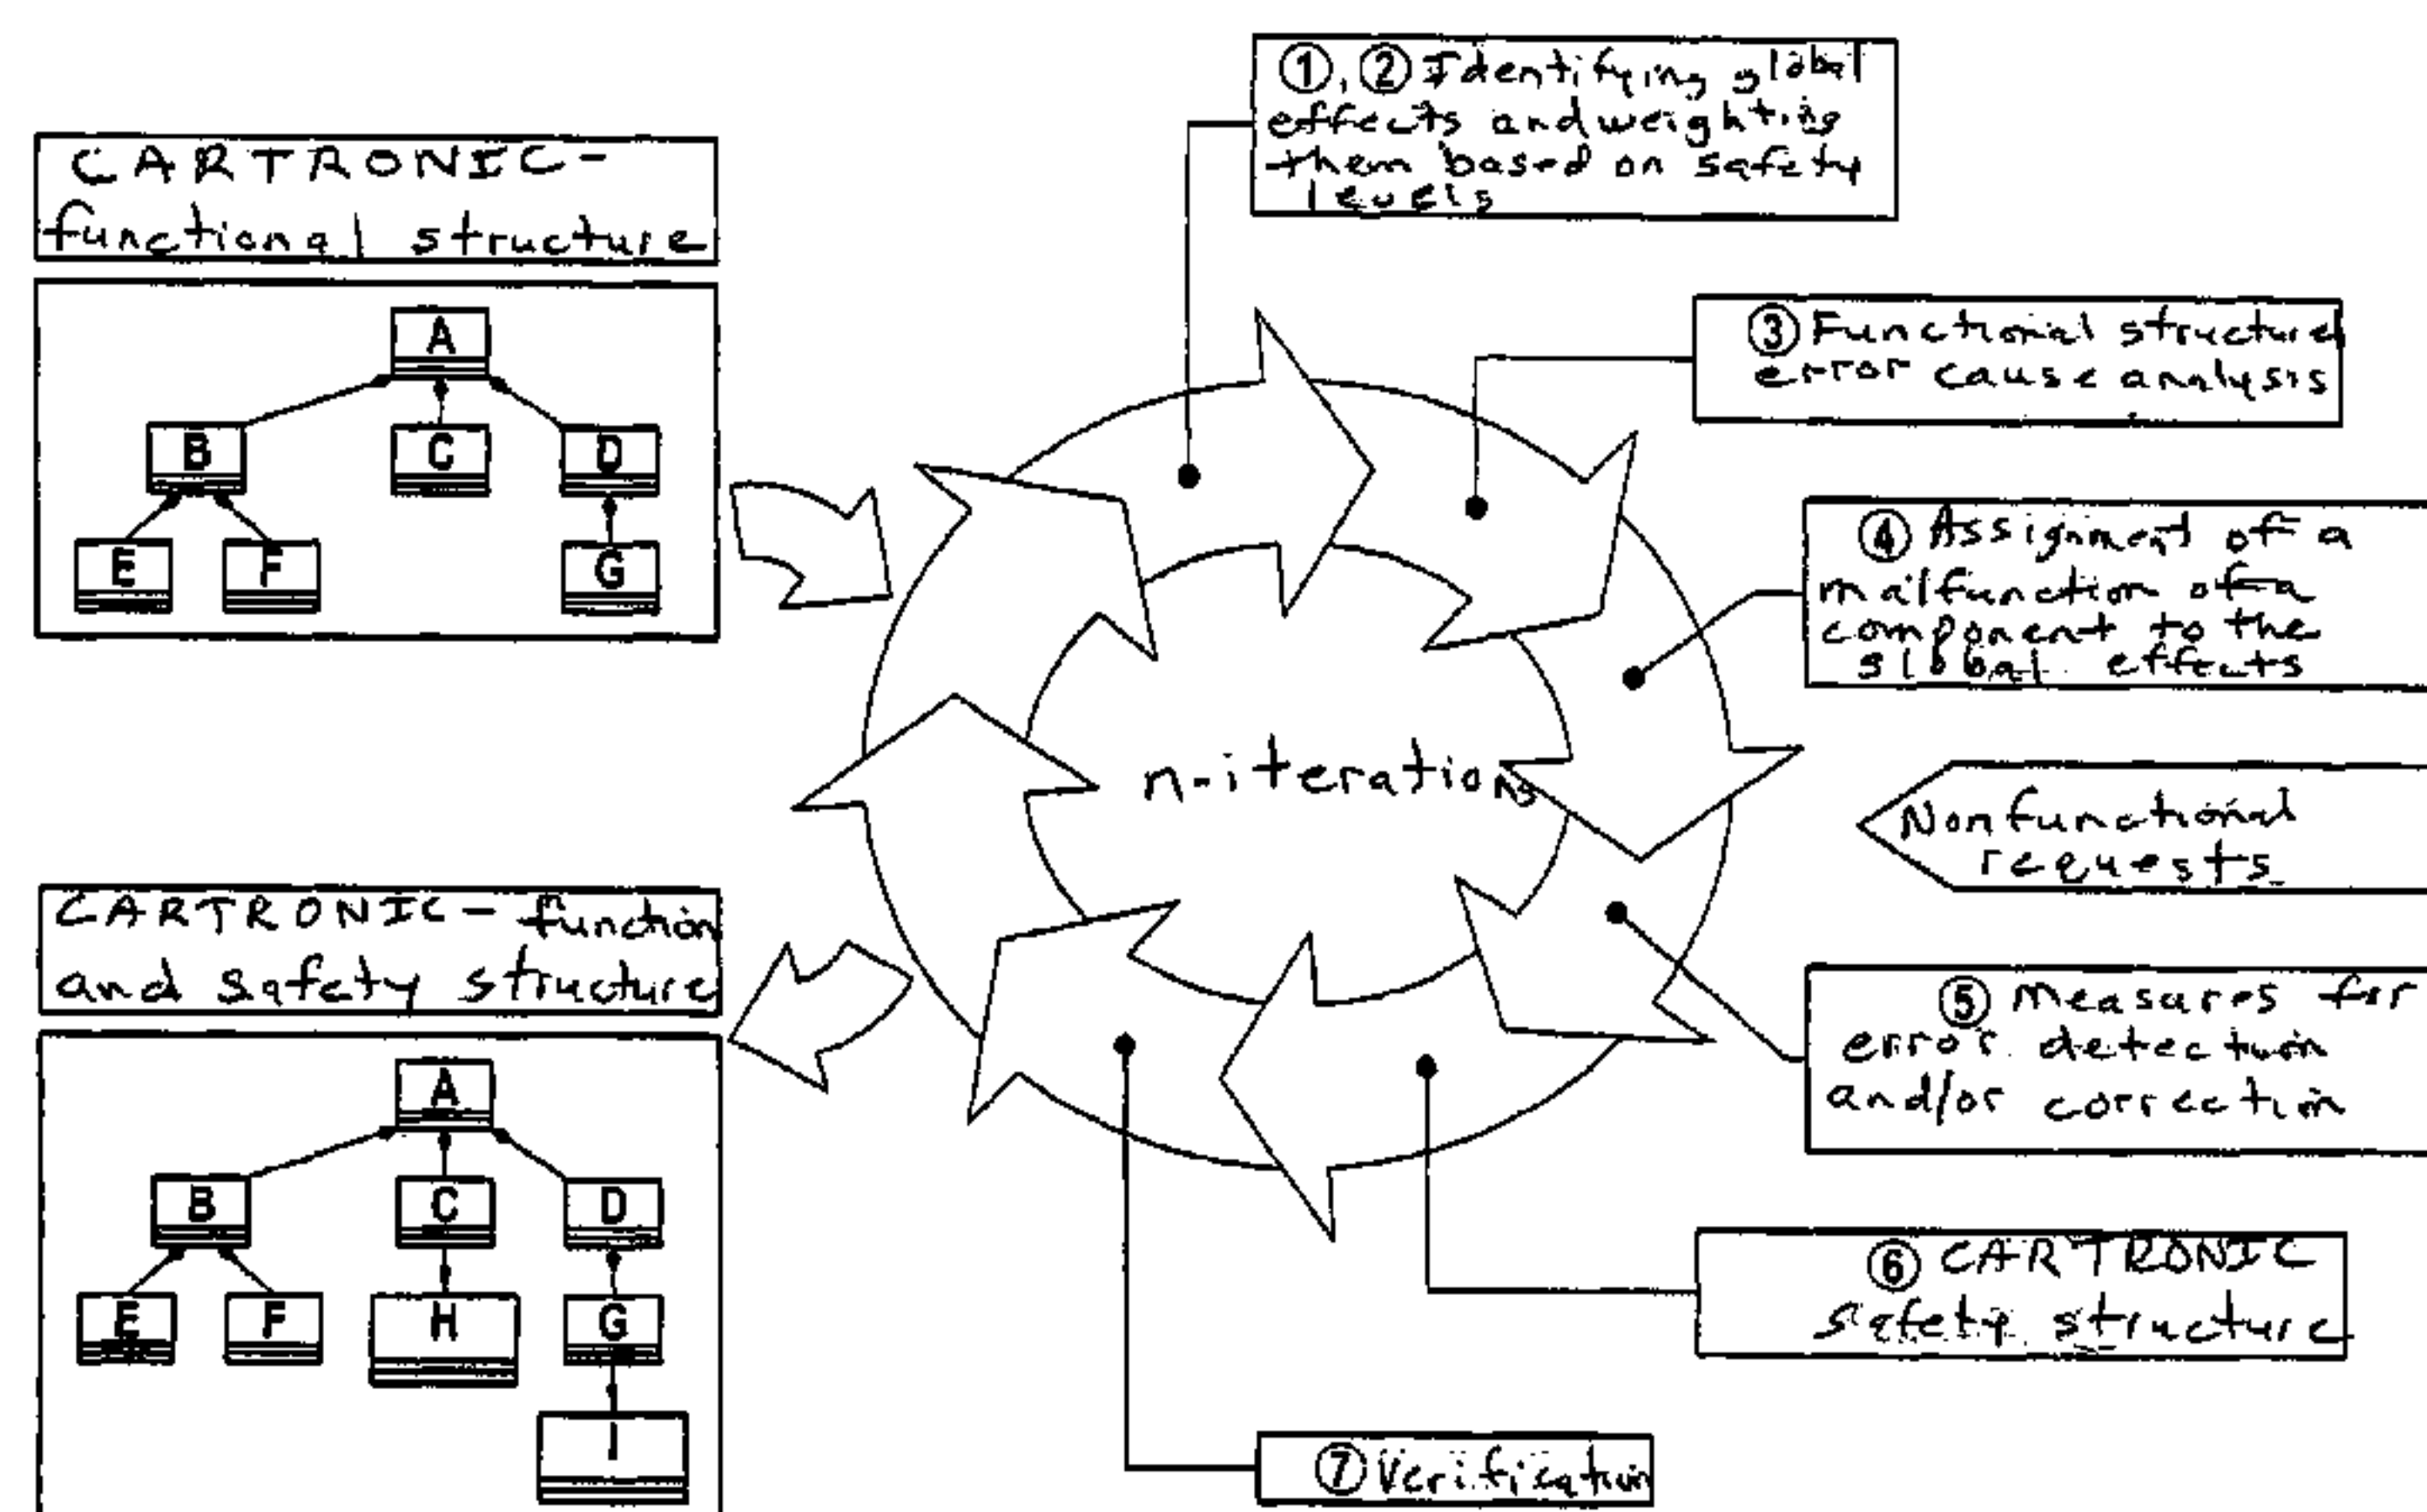 CARTRONIC-
functional structure
A
B
C
D
E
F
G
①, ② Identifying global
effects and weighting
them based on safety
levels
③ Functional structure
error cause analysis
④ Assignment of a
malfunction of a
component to the
global effects
n-iterations
Nonfunctional
requests
⑤ Measures for
error detection
and/or correction
⑥ CARTRONIC
safety structure
⑦ Verification
CARTRONIC- function
and safety structure
A
B
C
D
E
F
H
G
I